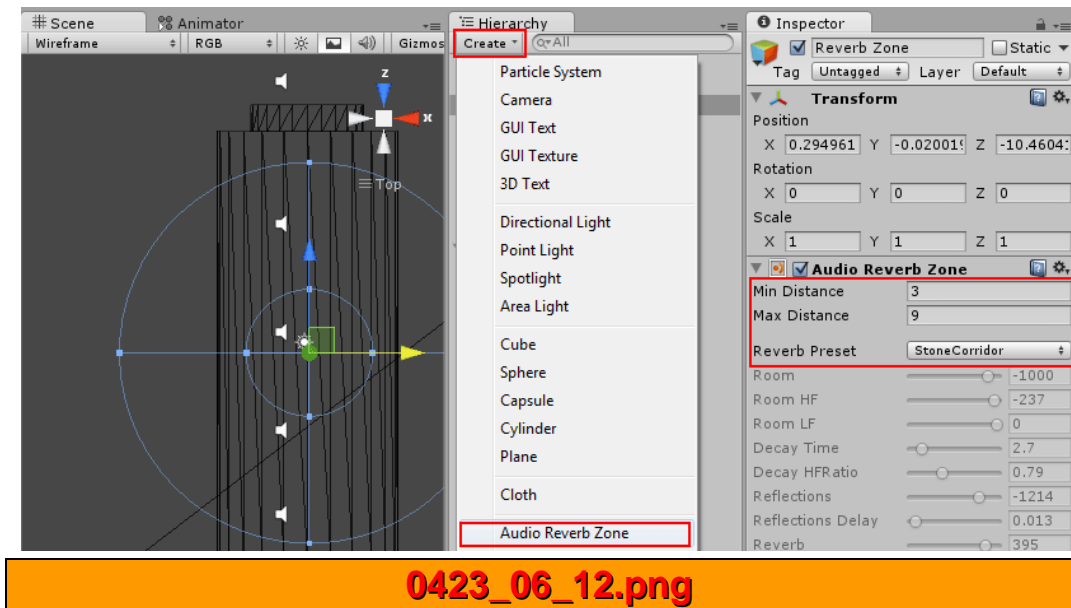 Scene
Animator
Wireframe
RGB
Gizmos
z
x
Top
Hierarchy
Create
All
Particle System
Camera
GUI Text
GUI Texture
3D Text
Directional Light
Point Light
Spotlight
Area Light
Cube
Sphere
Capsule
Cylinder
Plane
Cloth
Audio Reverb Zone
Inspector
Reverb Zone
Static
Tag Untagged Layer Default
Transform
Position
X 0.294961 Y -0.020019 Z -10.4604
Rotation
X 0 Y 0 Z 0
Scale
X 1 Y 1 Z 1
Audio Reverb Zone
Min Distance 3
Max Distance 9
Reverb Preset StoneCorridor
Room -1000
Room HF -237
Room LF 0
Decay Time 2.7
Decay HFRatio 0.79
Reflections -1214
Reflections Delay 0.013
Reverb 395
0423_06_12.png